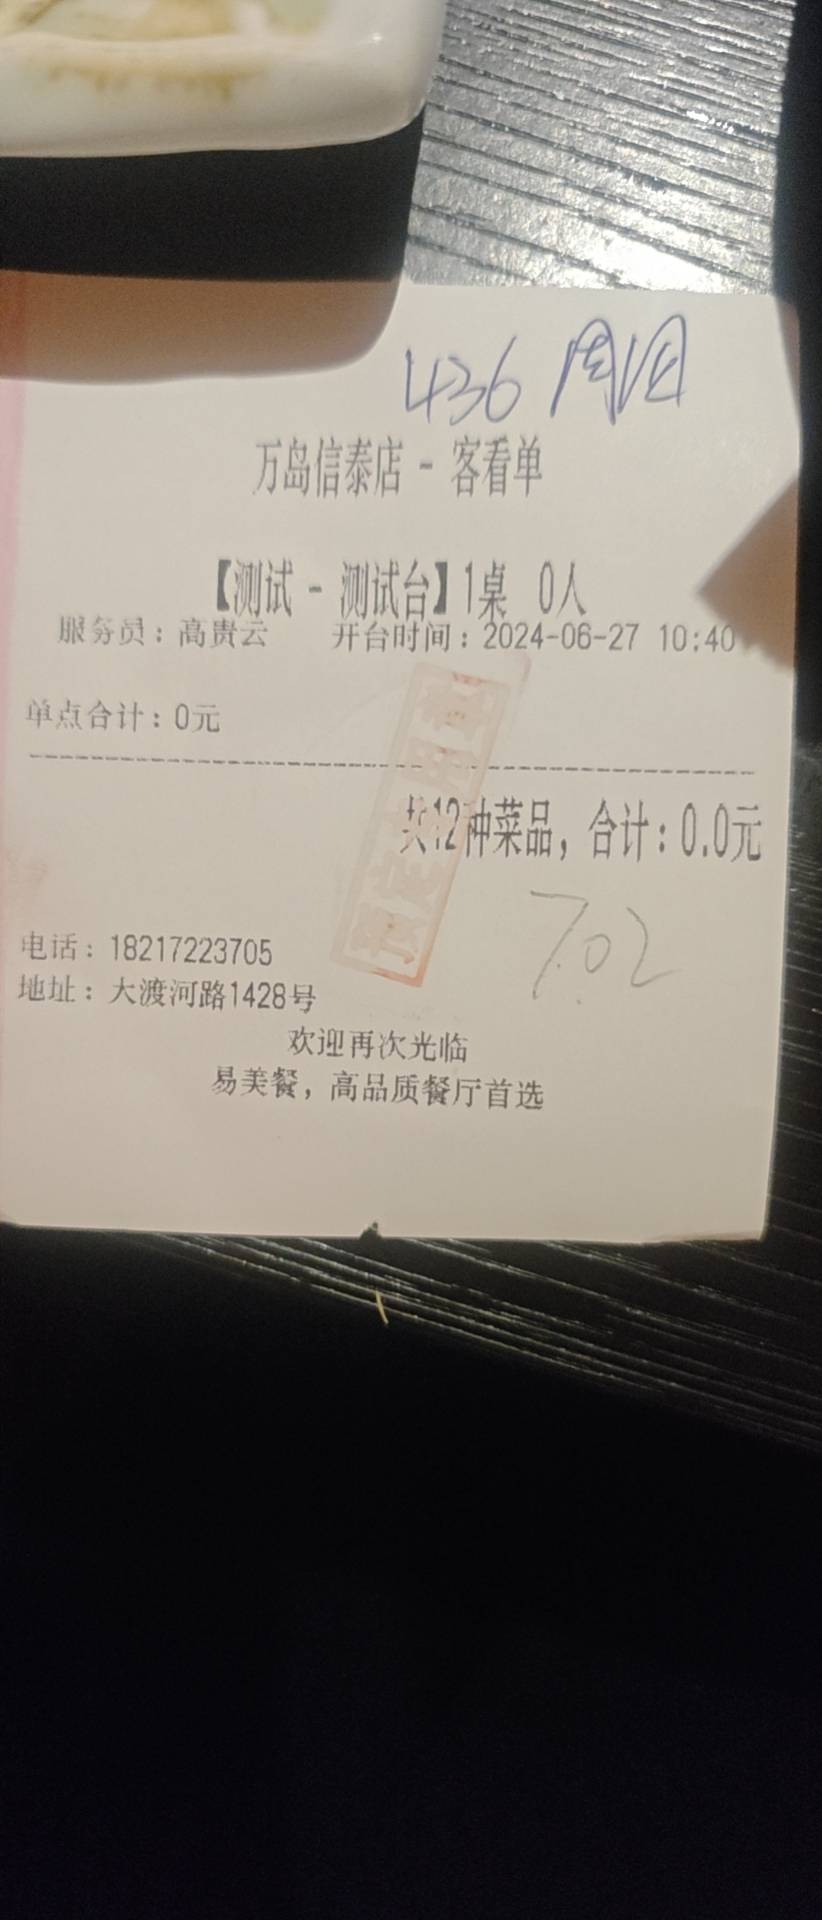 436 周
万岛信泰店 - 客看单
【测试 - 测试台】1桌 0人
服务员：高贵云 开台时间：2024-06-27 10:40
单点合计：0元
共12种菜品，合计：0.0元
7.02
电话：18217223705
地址：大渡河路1428号
欢迎再次光临
易美餐，高品质餐厅首选